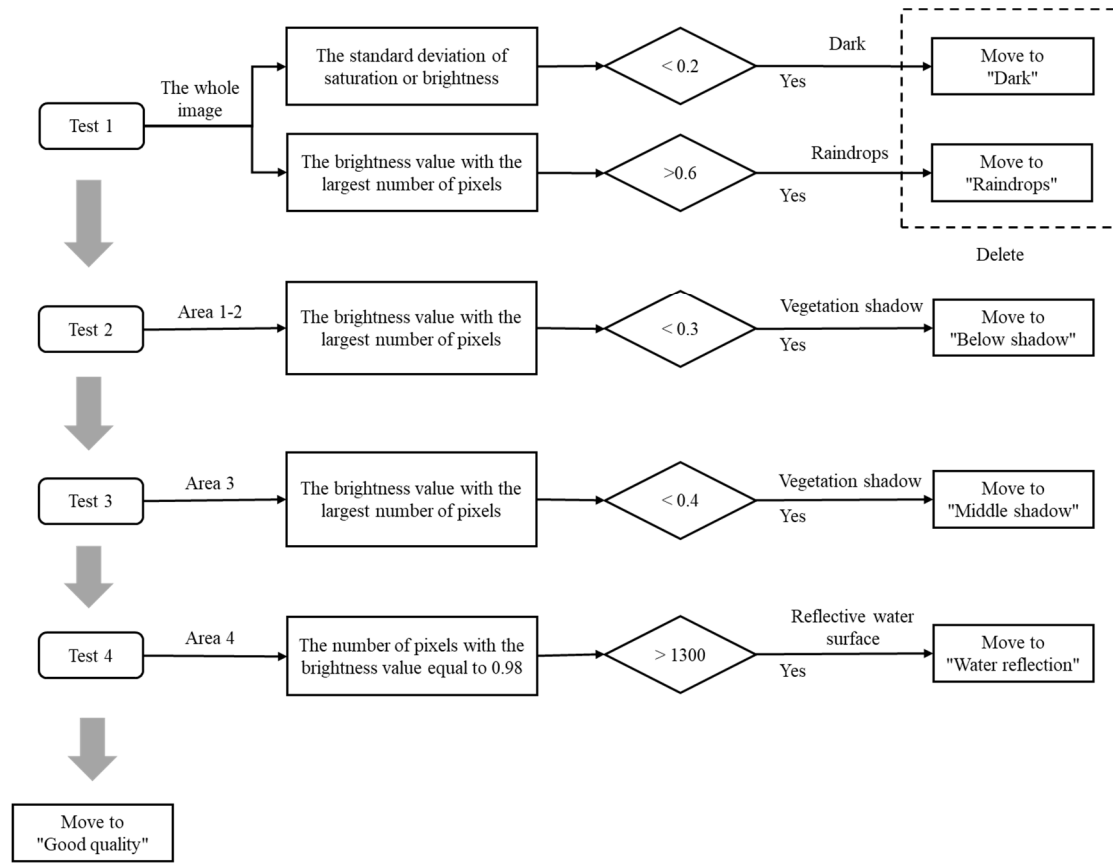 Test 1
The whole
image
The standard deviation of
saturation or brightness
< 0.2
Dark
Yes
Move to
"Dark"
The brightness value with the
largest number of pixels
>0.6
Raindrops
Yes
Move to
"Raindrops"
Delete
Test 2
Area 1-2
The brightness value with the
largest number of pixels
< 0.3
Vegetation shadow
Yes
Move to
"Below shadow"
Test 3
Area 3
The brightness value with the
largest number of pixels
< 0.4
Vegetation shadow
Yes
Move to
"Middle shadow"
Test 4
Area 4
The number of pixels with the
brightness value equal to 0.98
> 1300
Reflective water
surface
Yes
Move to
"Water reflection"
Move to
"Good quality"